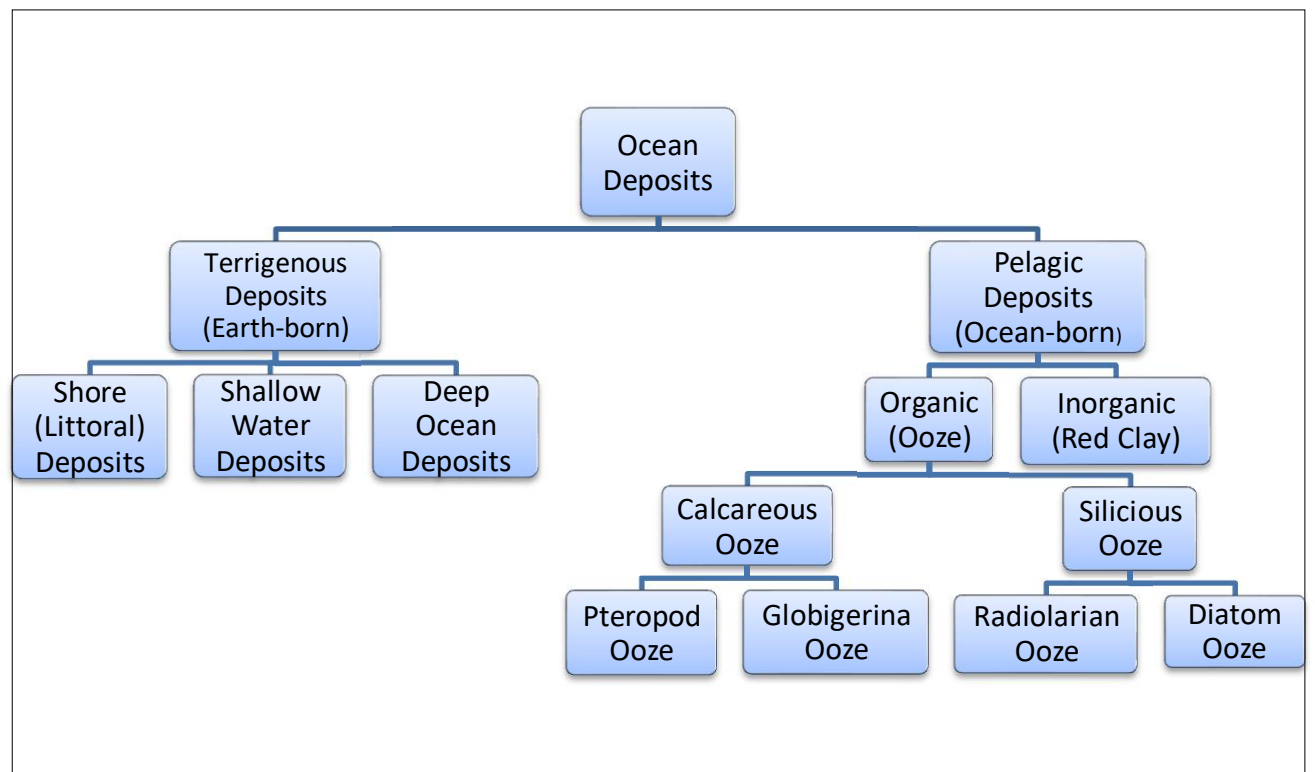 Ocean
Deposits
Terrigenous
Deposits
(Earth-born)
Pelagic
Deposits
(Ocean-born)
Shore
(Littoral)
Deposits
Shallow
Water
Deposits
Deep
Ocean
Deposits
Organic
(Ooze)
Inorganic
(Red Clay)
Calcareous
Ooze
Silicious
Ooze
Pteropod
Ooze
Globigerina
Ooze
Radiolarian
Ooze
Diatom
Ooze